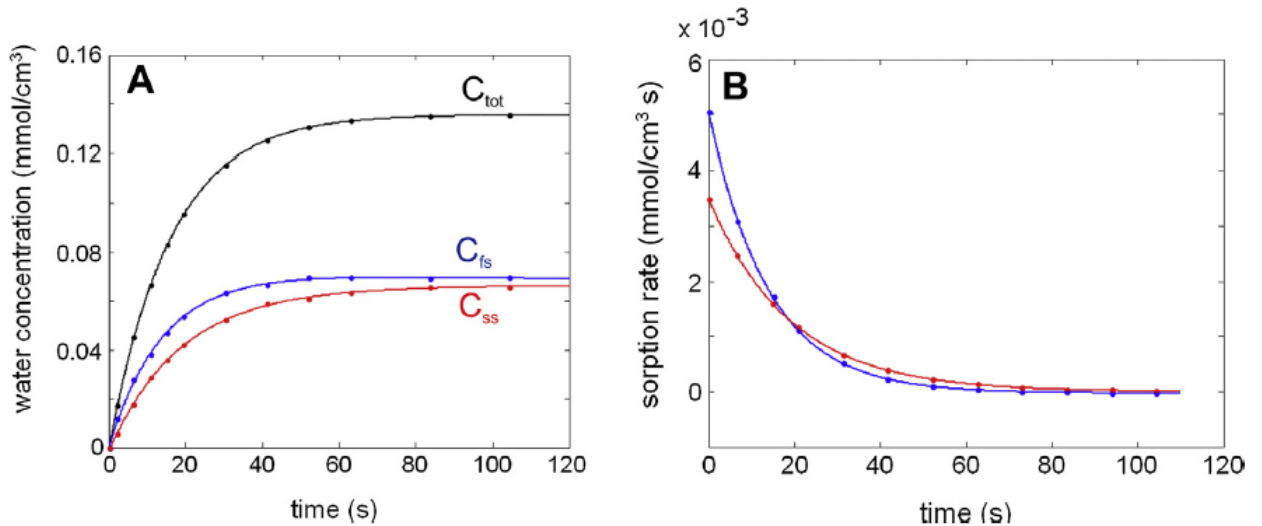 A
water concentration (mmol/cm³)
0.16
0.12
0.08
0.04
0
C_tot
C_fs
C_ss
0 20 40 60 80 100 120
time (s)
x 10⁻³
B
sorption rate (mmol/cm³ s)
6
4
2
0
0 20 40 60 80 100 120
time (s)